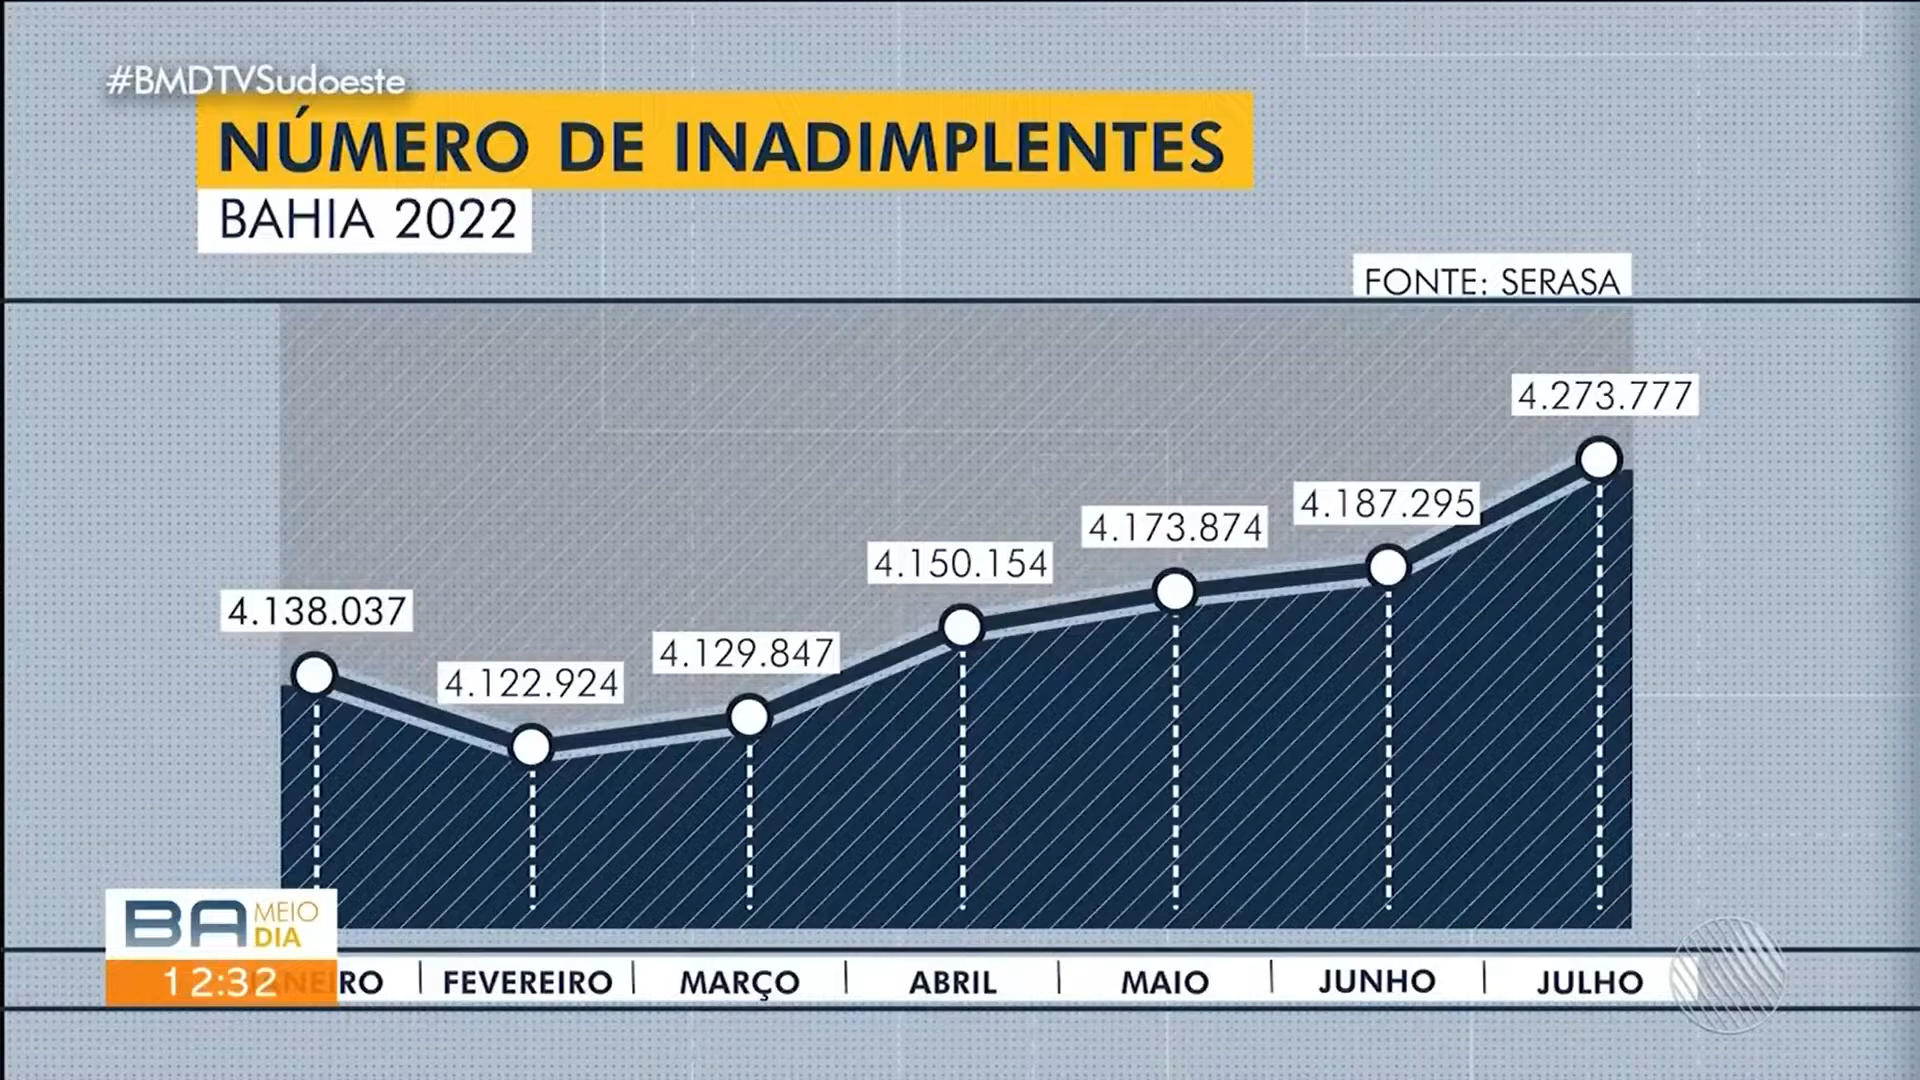 #BMDTVSudoeste
NÚMERO DE INADIMPLENTES
BAHIA 2022
FONTE: SERASA
4.273.777
4.187.295
4.173.874
4.150.154
4.138.037
4.129.847
4.122.924
BA MEIO DIA
12:32
NEIRO FEVEREIRO MARÇO ABRIL MAIO JUNHO JULHO